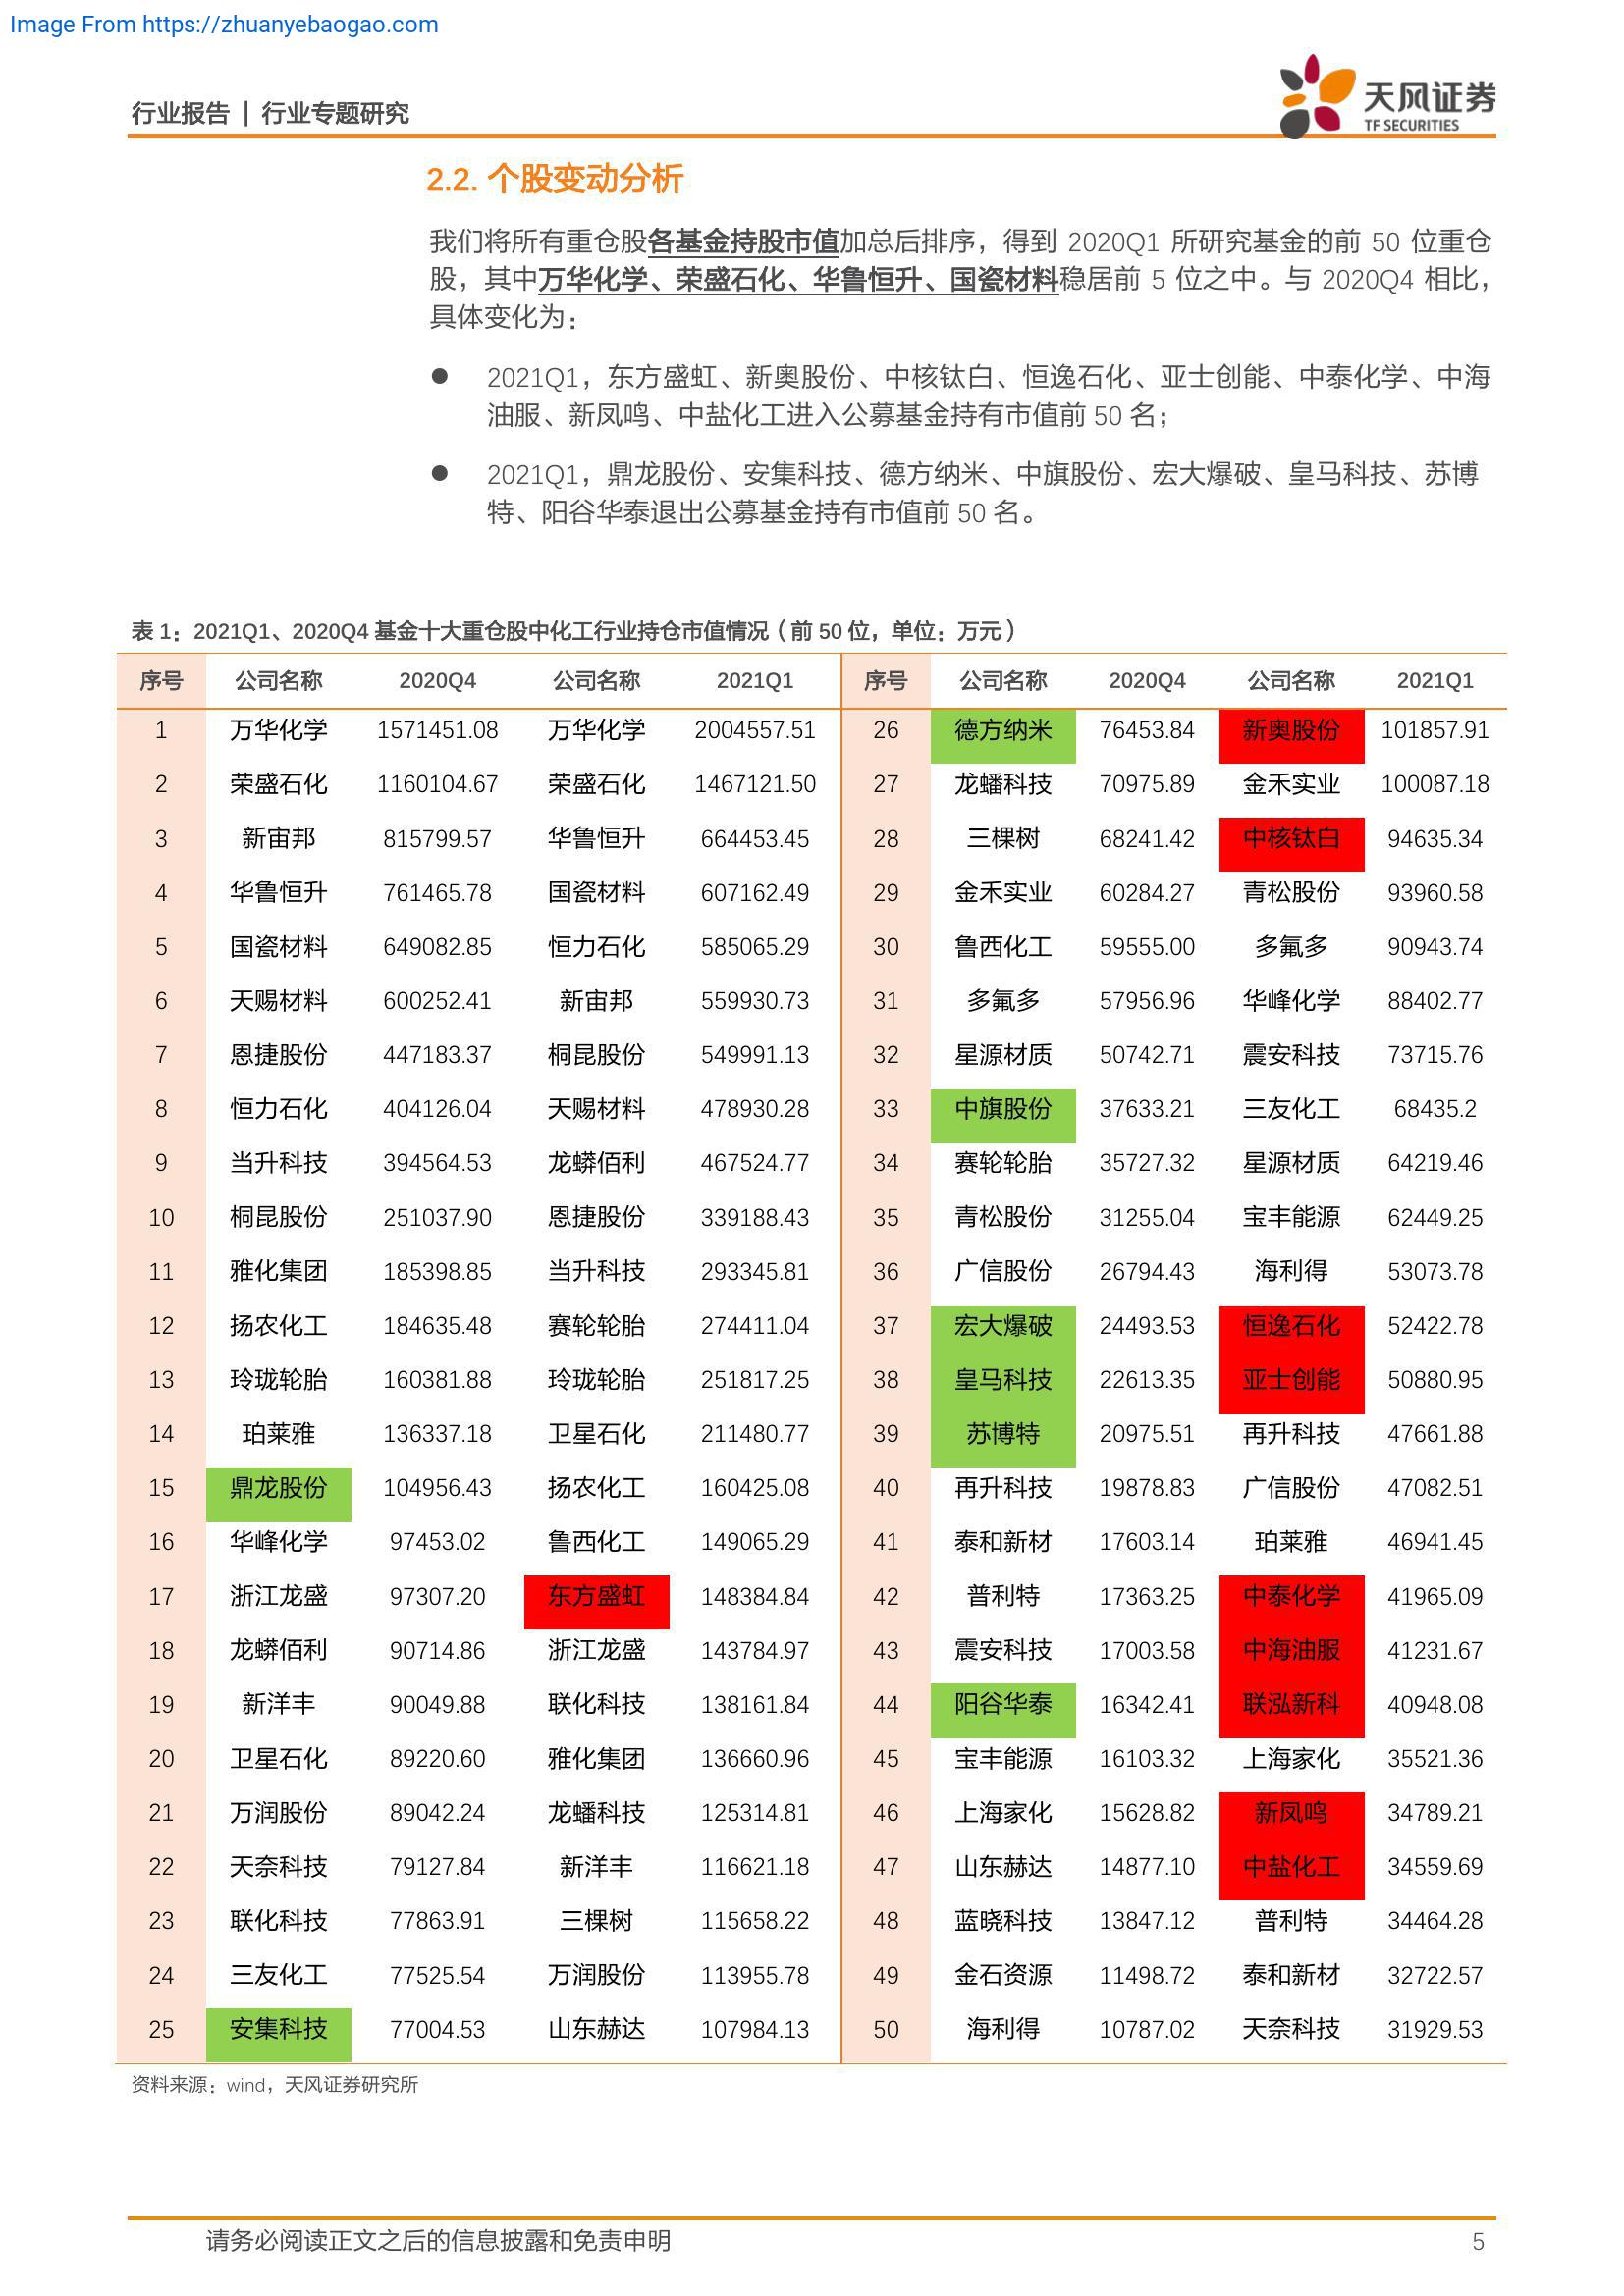 Image From https://zhuanyebaogao.com
行业报告 | 行业专题研究
天风证券
TF SECURITIES
2.2. 个股变动分析
我们将所有重仓股各基金持股市值加总后排序，得到 2020Q1 所研究基金的前 50 位重仓
股，其中万华化学、荣盛石化、华鲁恒升、国瓷材料稳居前 5 位之中。与 2020Q4 相比，
具体变化为：
● 2021Q1，东方盛虹、新奥股份、中核钛白、恒逸石化、亚士创能、中泰化学、中海
油服、新凤鸣、中盐化工进入公募基金持有市值前 50 名；
● 2021Q1，鼎龙股份、安集科技、德方纳米、中旗股份、宏大爆破、皇马科技、苏博
特、阳谷华泰退出公募基金持有市值前 50 名。
表 1：2021Q1、2020Q4 基金十大重仓股中化工行业持仓市值情况（前 50 位，单位：万元）
序号 公司名称 2020Q4 公司名称 2021Q1 序号 公司名称 2020Q4 公司名称 2021Q1
1 万华化学 1571451.08 万华化学 2004557.51 26 德方纳米 76453.84 新奥股份 101857.91
2 荣盛石化 1160104.67 荣盛石化 1467121.50 27 龙蟠科技 70975.89 金禾实业 100087.18
3 新宙邦 815799.57 华鲁恒升 664453.45 28 三棵树 68241.42 中核钛白 94635.34
4 华鲁恒升 761465.78 国瓷材料 607162.49 29 金禾实业 60284.27 青松股份 93960.58
5 国瓷材料 649082.85 恒力石化 585065.29 30 鲁西化工 59555.00 多氟多 90943.74
6 天赐材料 600252.41 新宙邦 559930.73 31 多氟多 57956.96 华峰化学 88402.77
7 恩捷股份 447183.37 桐昆股份 549991.13 32 星源材质 50742.71 震安科技 73715.76
8 恒力石化 404126.04 天赐材料 478930.28 33 中旗股份 37633.21 三友化工 68435.2
9 当升科技 394564.53 龙蟒佰利 467524.77 34 赛轮轮胎 35727.32 星源材质 64219.46
10 桐昆股份 251037.90 恩捷股份 339188.43 35 青松股份 31255.04 宝丰能源 62449.25
11 雅化集团 185398.85 当升科技 293345.81 36 广信股份 26794.43 海利得 53073.78
12 扬农化工 184635.48 赛轮轮胎 274411.04 37 宏大爆破 24493.53 恒逸石化 52422.78
13 玲珑轮胎 160381.88 玲珑轮胎 251817.25 38 皇马科技 22613.35 亚士创能 50880.95
14 珀莱雅 136337.18 卫星石化 211480.77 39 苏博特 20975.51 再升科技 47661.88
15 鼎龙股份 104956.43 扬农化工 160425.08 40 再升科技 19878.83 广信股份 47082.51
16 华峰化学 97453.02 鲁西化工 149065.29 41 泰和新材 17603.14 珀莱雅 46941.45
17 浙江龙盛 97307.20 东方盛虹 148384.84 42 普利特 17363.25 中泰化学 41965.09
18 龙蟒佰利 90714.86 浙江龙盛 143784.97 43 震安科技 17003.58 中海油服 41231.67
19 新洋丰 90049.88 联化科技 138161.84 44 阳谷华泰 16342.41 联泓新科 40948.08
20 卫星石化 89220.60 雅化集团 136660.96 45 宝丰能源 16103.32 上海家化 35521.36
21 万润股份 89042.24 龙蟠科技 125314.81 46 上海家化 15628.82 新凤鸣 34789.21
22 天奈科技 79127.84 新洋丰 116621.18 47 山东赫达 14877.10 中盐化工 34559.69
23 联化科技 77863.91 三棵树 115658.22 48 蓝晓科技 13847.12 普利特 34464.28
24 三友化工 77525.54 万润股份 113955.78 49 金石资源 11498.72 泰和新材 32722.57
25 安集科技 77004.53 山东赫达 107984.13 50 海利得 10787.02 天奈科技 31929.53
资料来源：wind，天风证券研究所
请务必阅读正文之后的信息披露和免责申明 5